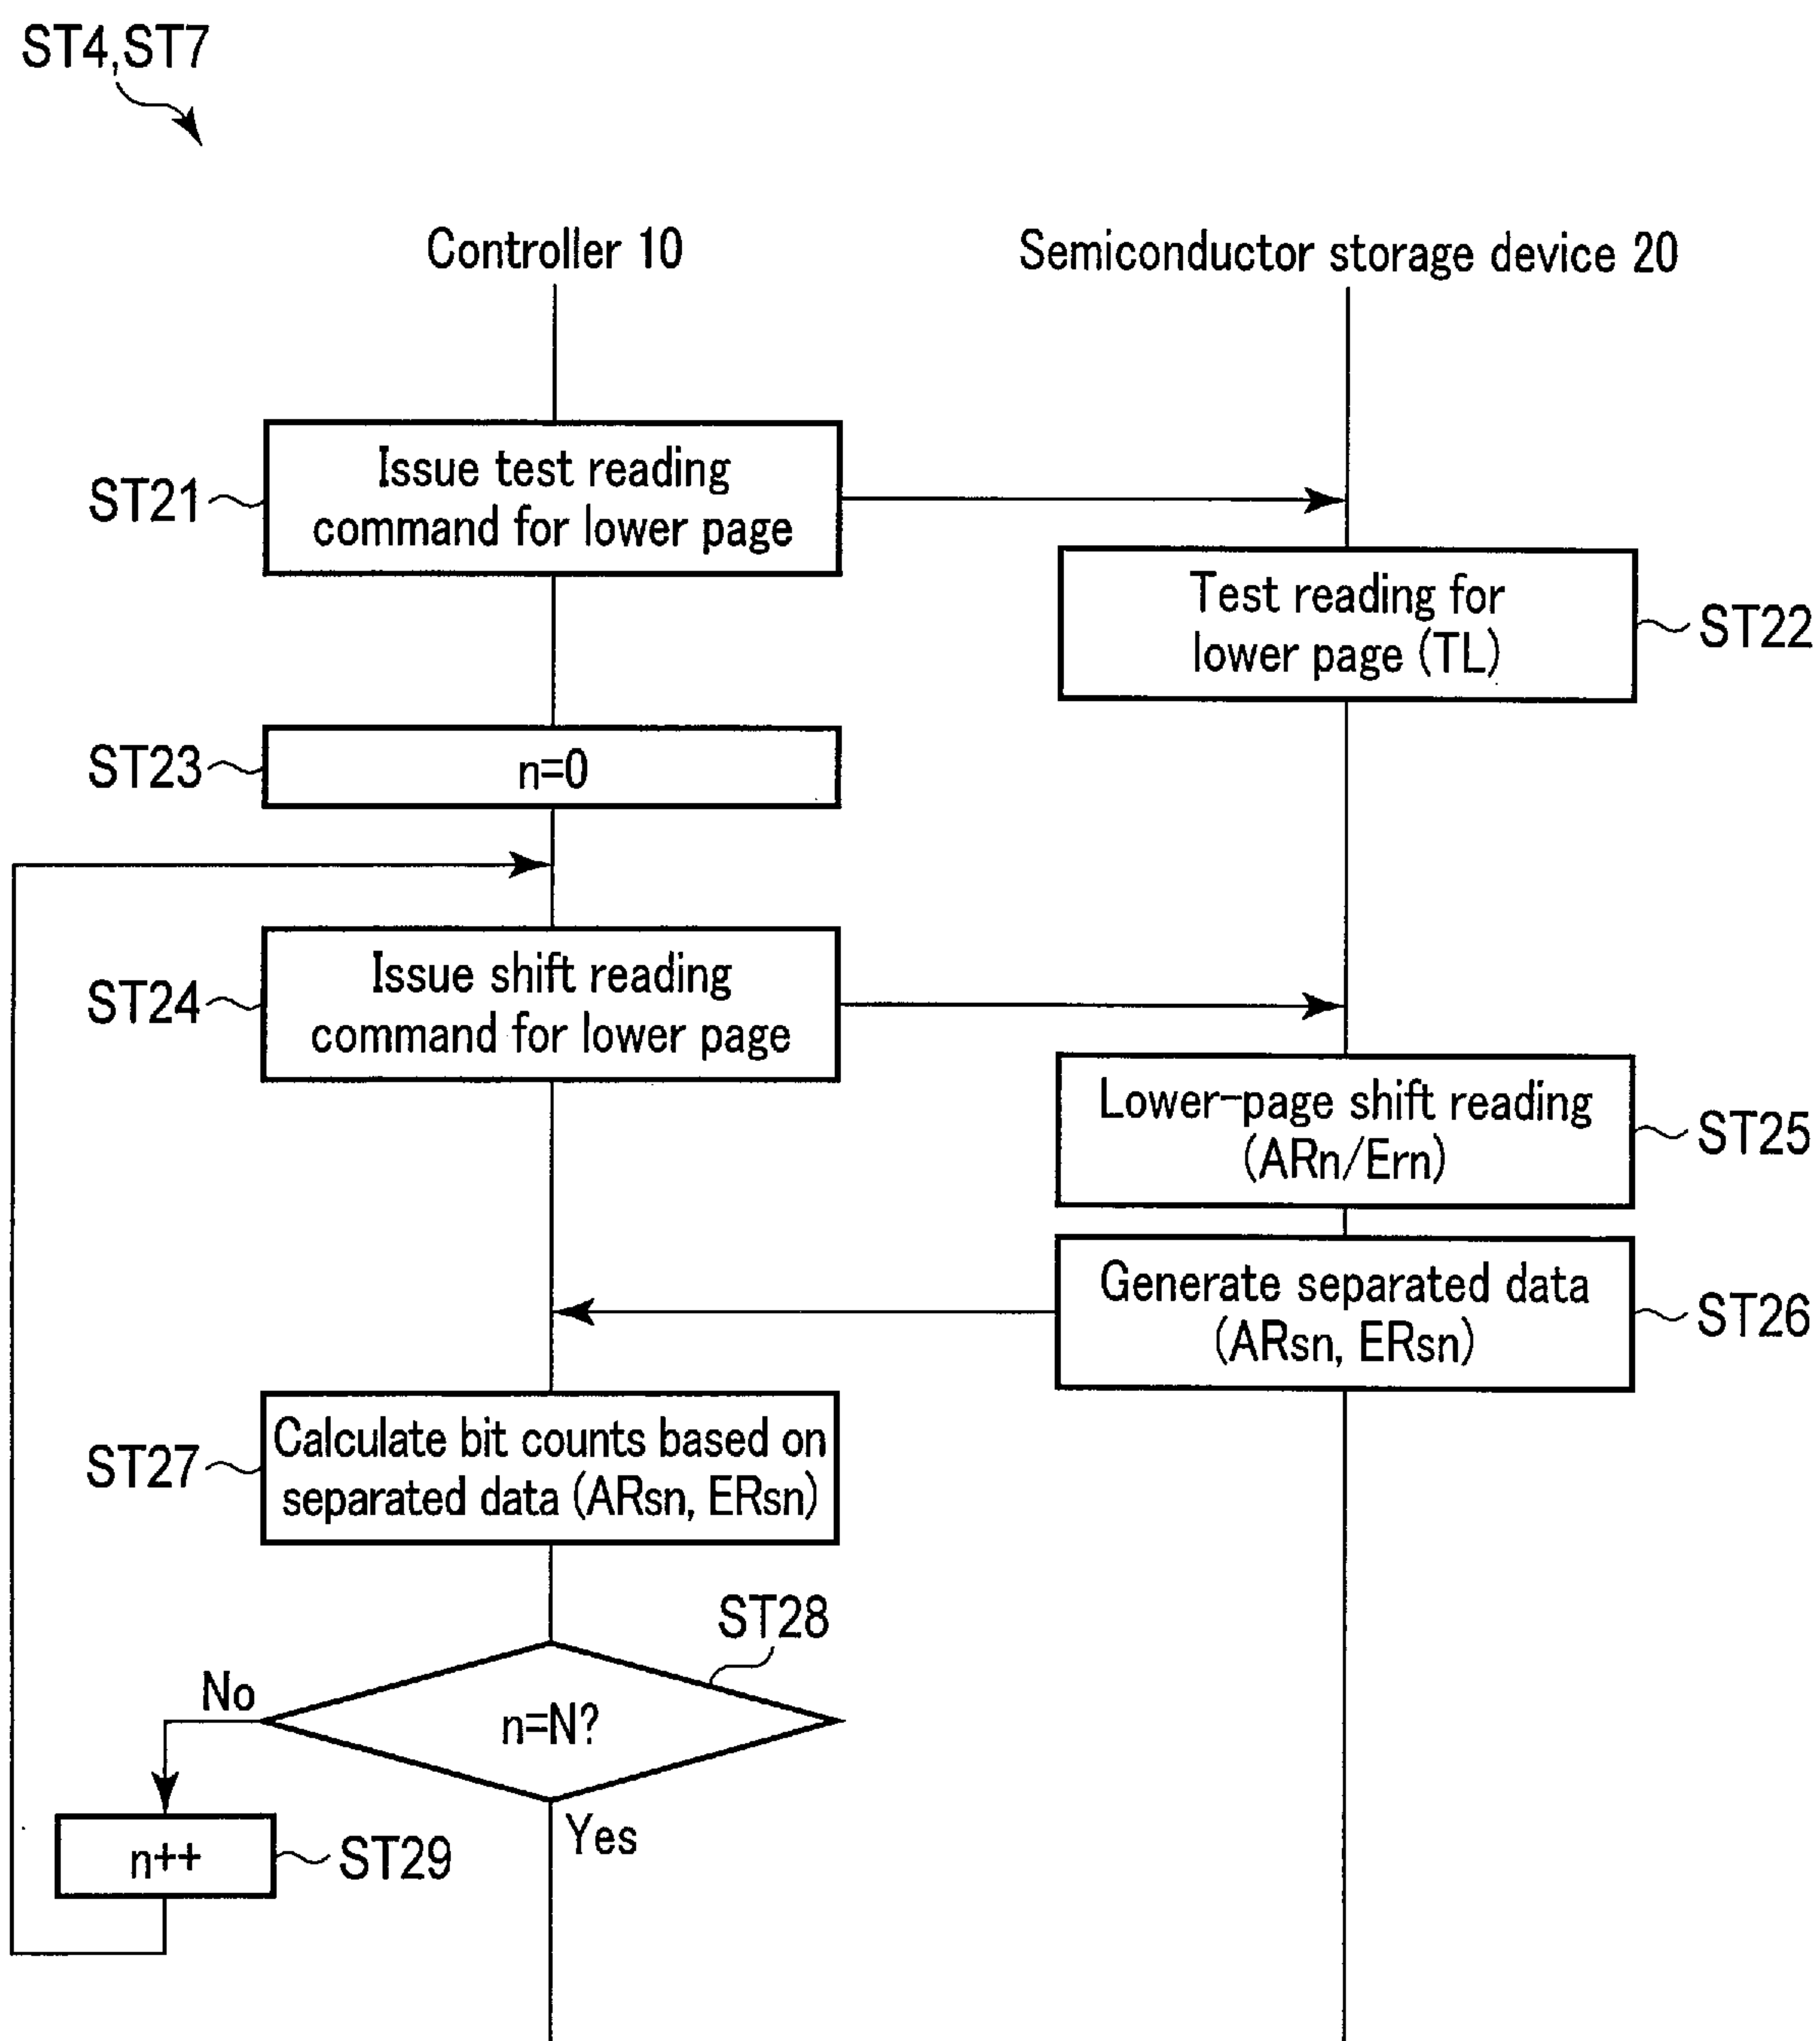 ST4,ST7
Controller 10
Semiconductor storage device 20
ST21
Issue test reading
command for lower page
Test reading for
lower page (TL)
ST22
ST23
n=0
ST24
Issue shift reading
command for lower page
Lower-page shift reading
(ARn/Ern)
ST25
Generate separated data
(ARsn, ERsn)
ST26
ST27
Calculate bit counts based on
separated data (ARsn, ERsn)
ST28
No
n=N?
Yes
n++
ST29